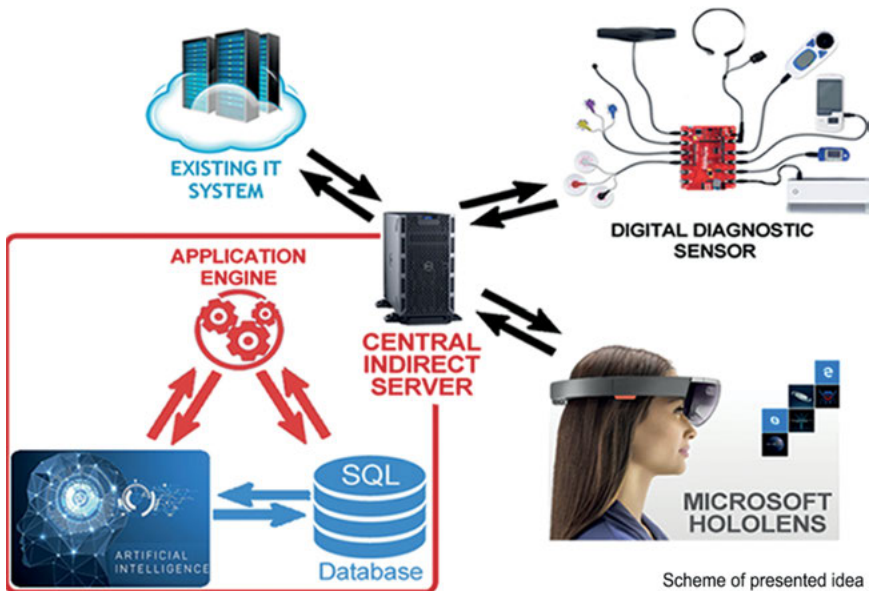 EXISTING IT
SYSTEM
DIGITAL DIAGNOSTIC
SENSOR
APPLICATION
ENGINE
CENTRAL
INDIRECT
SERVER
SQL
Database
ARTIFICIAL
INTELLIGENCE
MICROSOFT
HOLOLENS
Scheme of presented idea